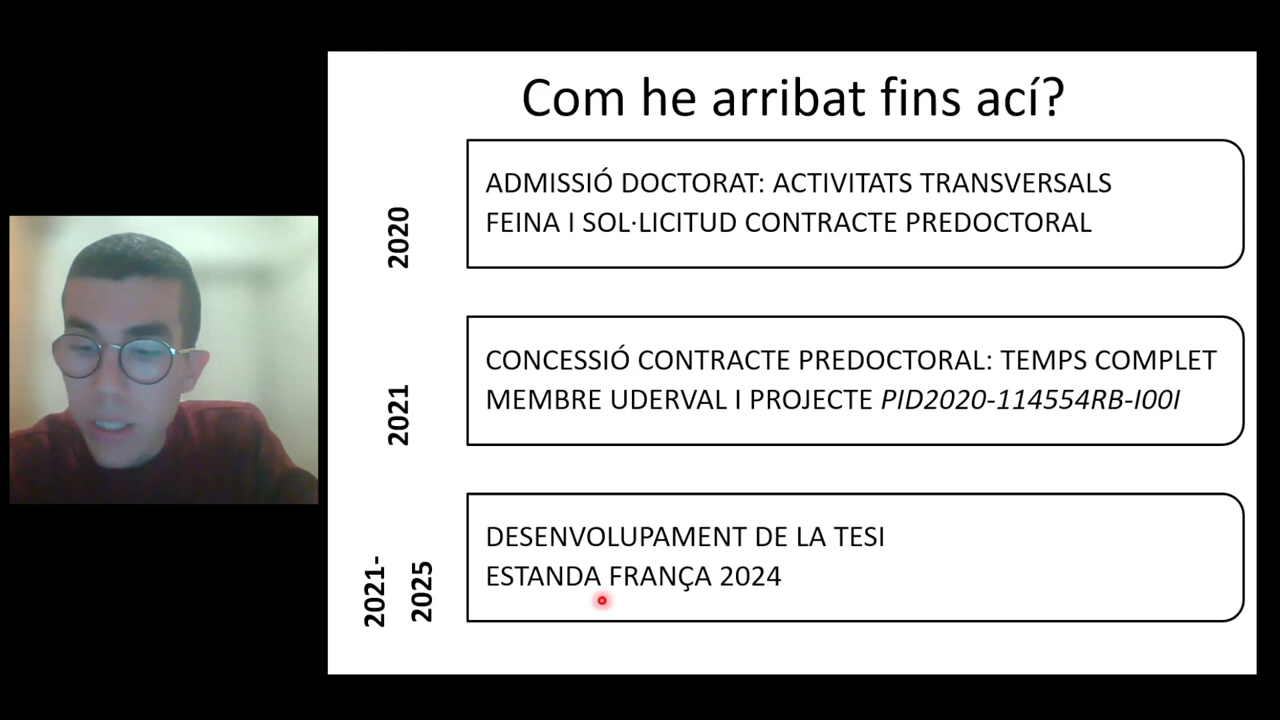 Com he arribat fins ací?
2020
ADMISSIÓ DOCTORAT: ACTIVITATS TRANSVERSALS
FEINA I SOL·LICITUD CONTRACTE PREDOCTORAL
2021
CONCESSIÓ CONTRACTE PREDOCTORAL: TEMPS COMPLET
MEMBRE UDERVAL I PROJECTE PID2020-114554RB-I00I
2021-
2025
DESENVOLUPAMENT DE LA TESI
ESTANDA FRANÇA 2024